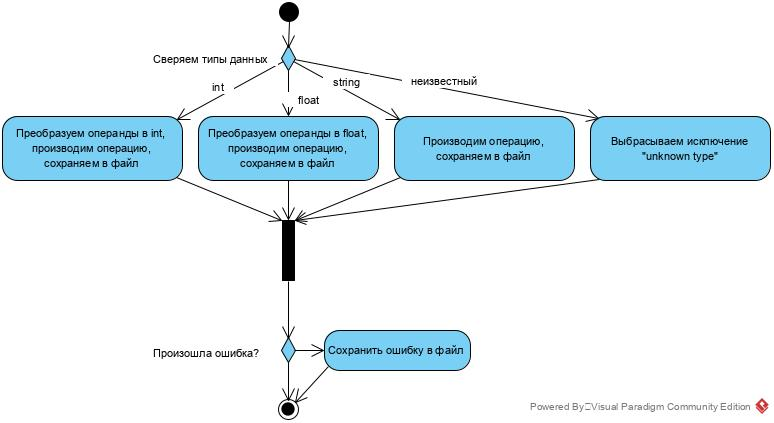 Сверяем типы данных
int
float
string
неизвестный
Преобразуем операнды в int,
производим операцию,
сохраняем в файл
Преобразуем операнды в float,
производим операцию,
сохраняем в файл
Производим операцию,
сохраняем в файл
Выбрасываем исключение
"unknown type"
Произошла ошибка?
Сохранить ошибку в файл
Powered By Visual Paradigm Community Edition